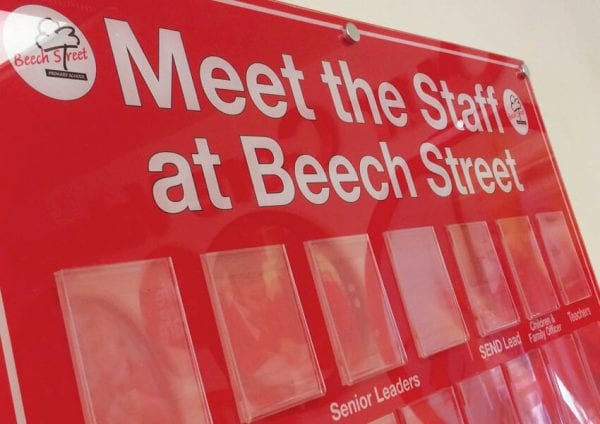 Beech Street
PRIMARY SCHOOL
Meet the Staff
at Beech Street
Senior Leaders
SEND Lead
Children &
Family Officer
Teachers